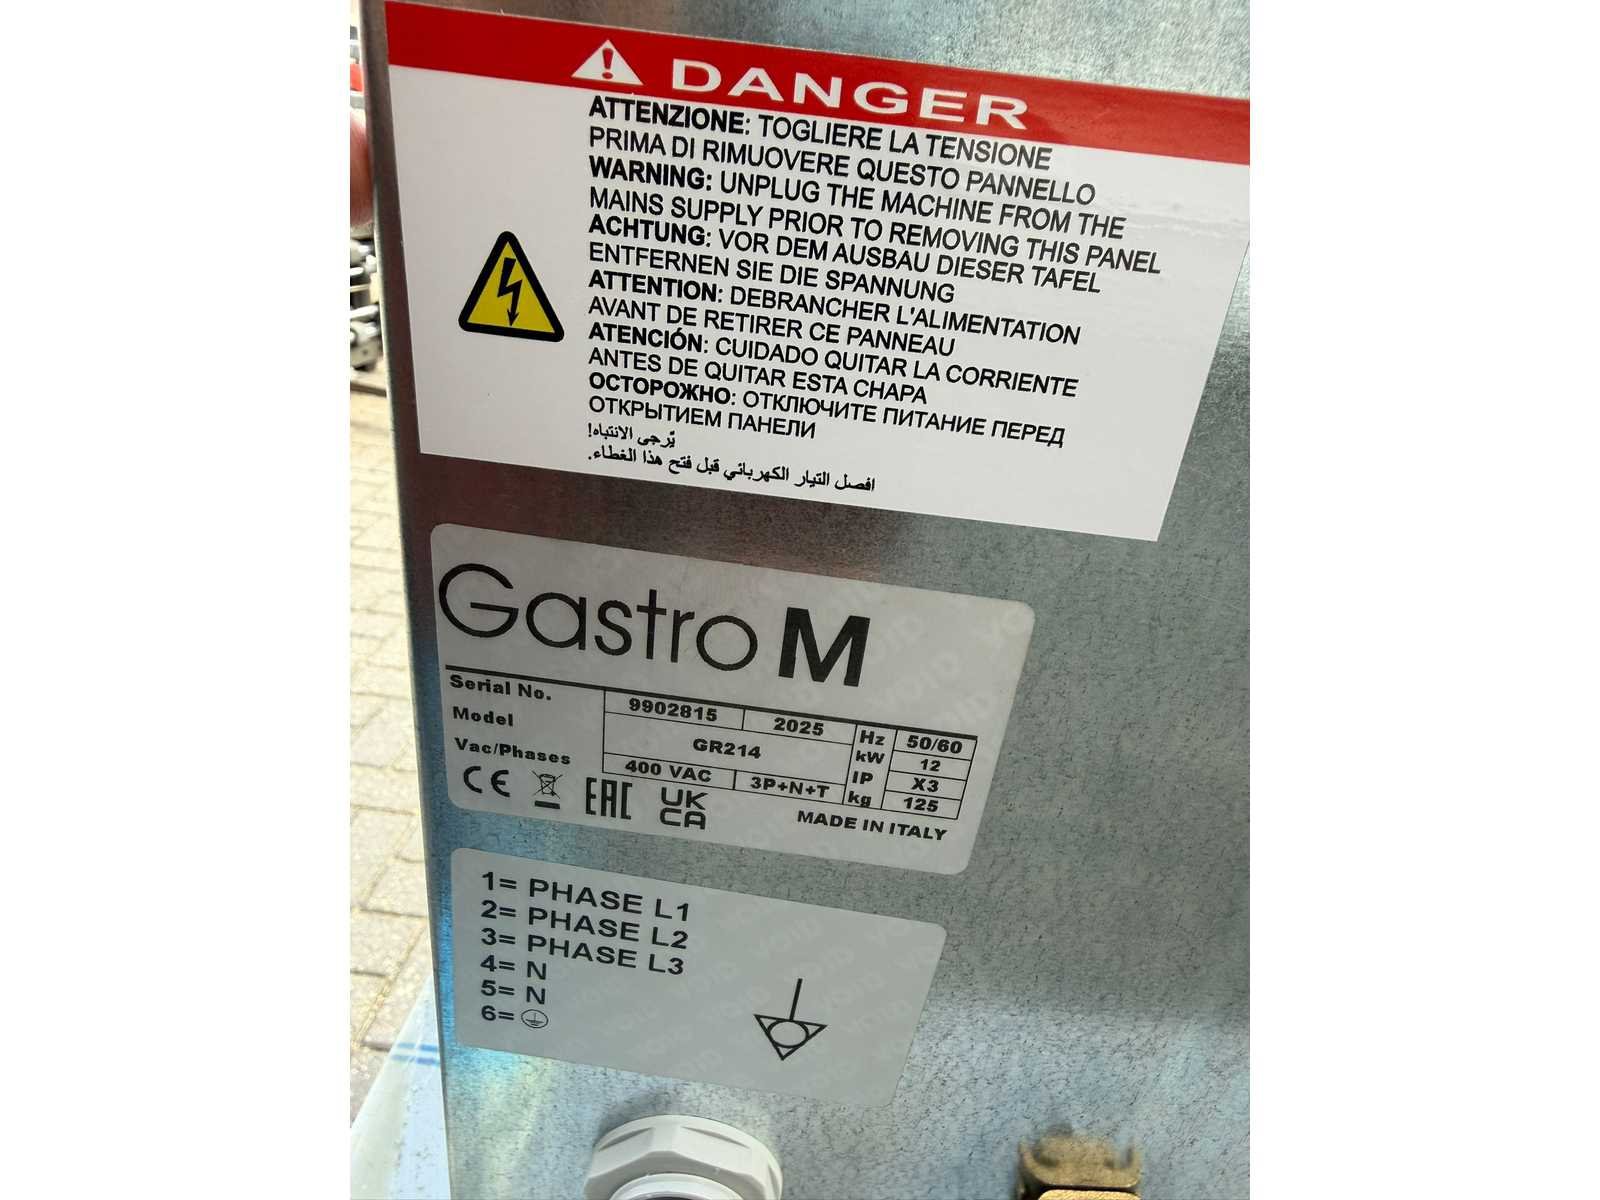 DANGER
ATTENZIONE: TOGLIERE LA TENSIONE
PRIMA DI RIMUOVERE QUESTO PANNELLO
WARNING: UNPLUG THE MACHINE FROM THE
MAINS SUPPLY PRIOR TO REMOVING THIS PANEL
ACHTUNG: VOR DEM AUSBAU DIESER TAFEL
ENTFERNEN SIE DIE SPANNUNG
ATTENTION: DEBRANCHER L'ALIMENTATION
AVANT DE RETIRER CE PANNEAU
ATENCIÓN: CUIDADO QUITAR LA CORRIENTE
ANTES DE QUITAR ESTA CHAPA
ОСТОРОЖНО: ОТКЛЮЧИТЕ ПИТАНИЕ ПЕРЕД
ОТКРЫТИЕМ ПАНЕЛИ
يُرجى الانتباه!
افصل التيار الكهربائي قبل فتح هذا الغطاء.
Gastro M
Serial No. 9902815 2025 Hz 50/60
Model GR214 kW 12
IP X3
Vac/Phases 400 VAC 3P+N+T kg 125
CE EAC UK CA
MADE IN ITALY
1= PHASE L1
2= PHASE L2
3= PHASE L3
4= N
5= N
6=